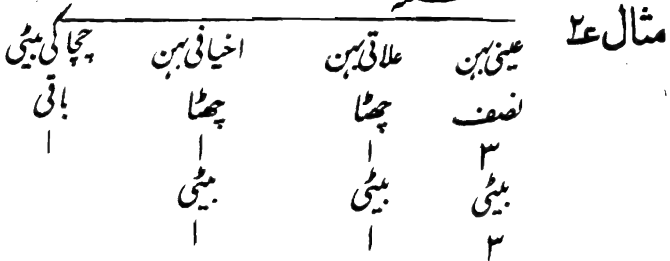 مثال ۲
عینی بہن علاتی بہن اخیافی بہن چچا کی بیٹی
نصف چھٹا چھٹا باقی
۳ ۱ ۱ ۱
بیٹی بیٹی بیٹی
۳ ۱ ۱